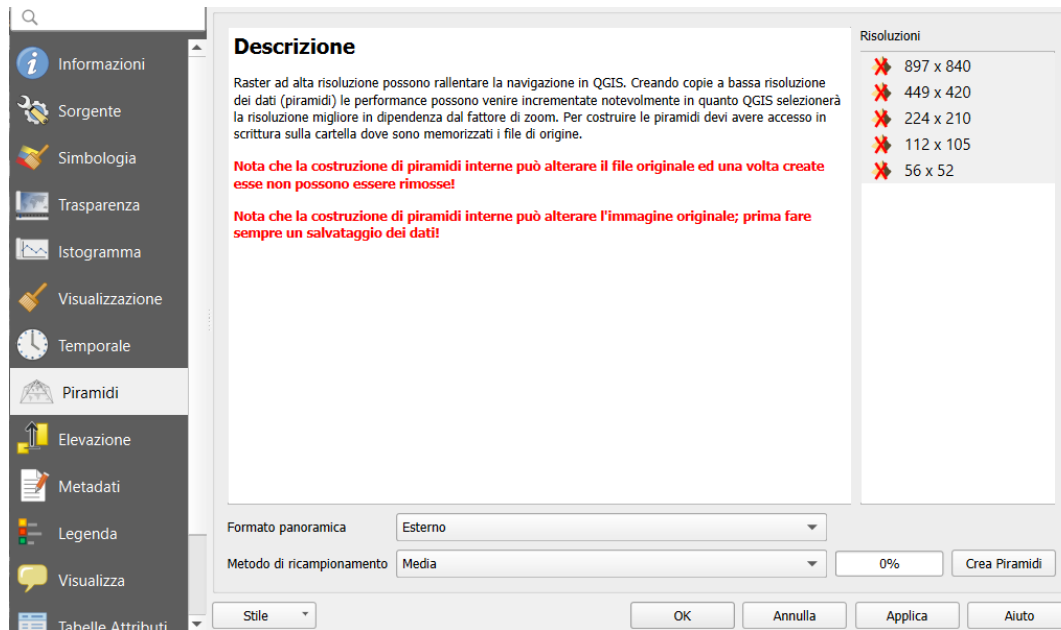 Informazioni
Sorgente
Simbologia
Trasparenza
Istogramma
Visualizzazione
Temporale
Piramidi
Elevazione
Metadati
Legenda
Visualizza
Tabelle Attributi
Descrizione
Raster ad alta risoluzione possono rallentare la navigazione in QGIS. Creando copie a bassa risoluzione
dei dati (piramidi) le performance possono venire incrementate notevolmente in quanto QGIS selezionerà
la risoluzione migliore in dipendenza dal fattore di zoom. Per costruire le piramidi devi avere accesso in
scrittura sulla cartella dove sono memorizzati i file di origine.
Nota che la costruzione di piramidi interne può alterare il file originale ed una volta create
esse non possono essere rimosse!
Nota che la costruzione di piramidi interne può alterare l'immagine originale; prima fare
sempre un salvataggio dei dati!
Risoluzioni
897 x 840
449 x 420
224 x 210
112 x 105
56 x 52
Formato panoramica Esterno
Metodo di ricampionamento Media 0% Crea Piramidi
Stile OK Annulla Applica Aiuto